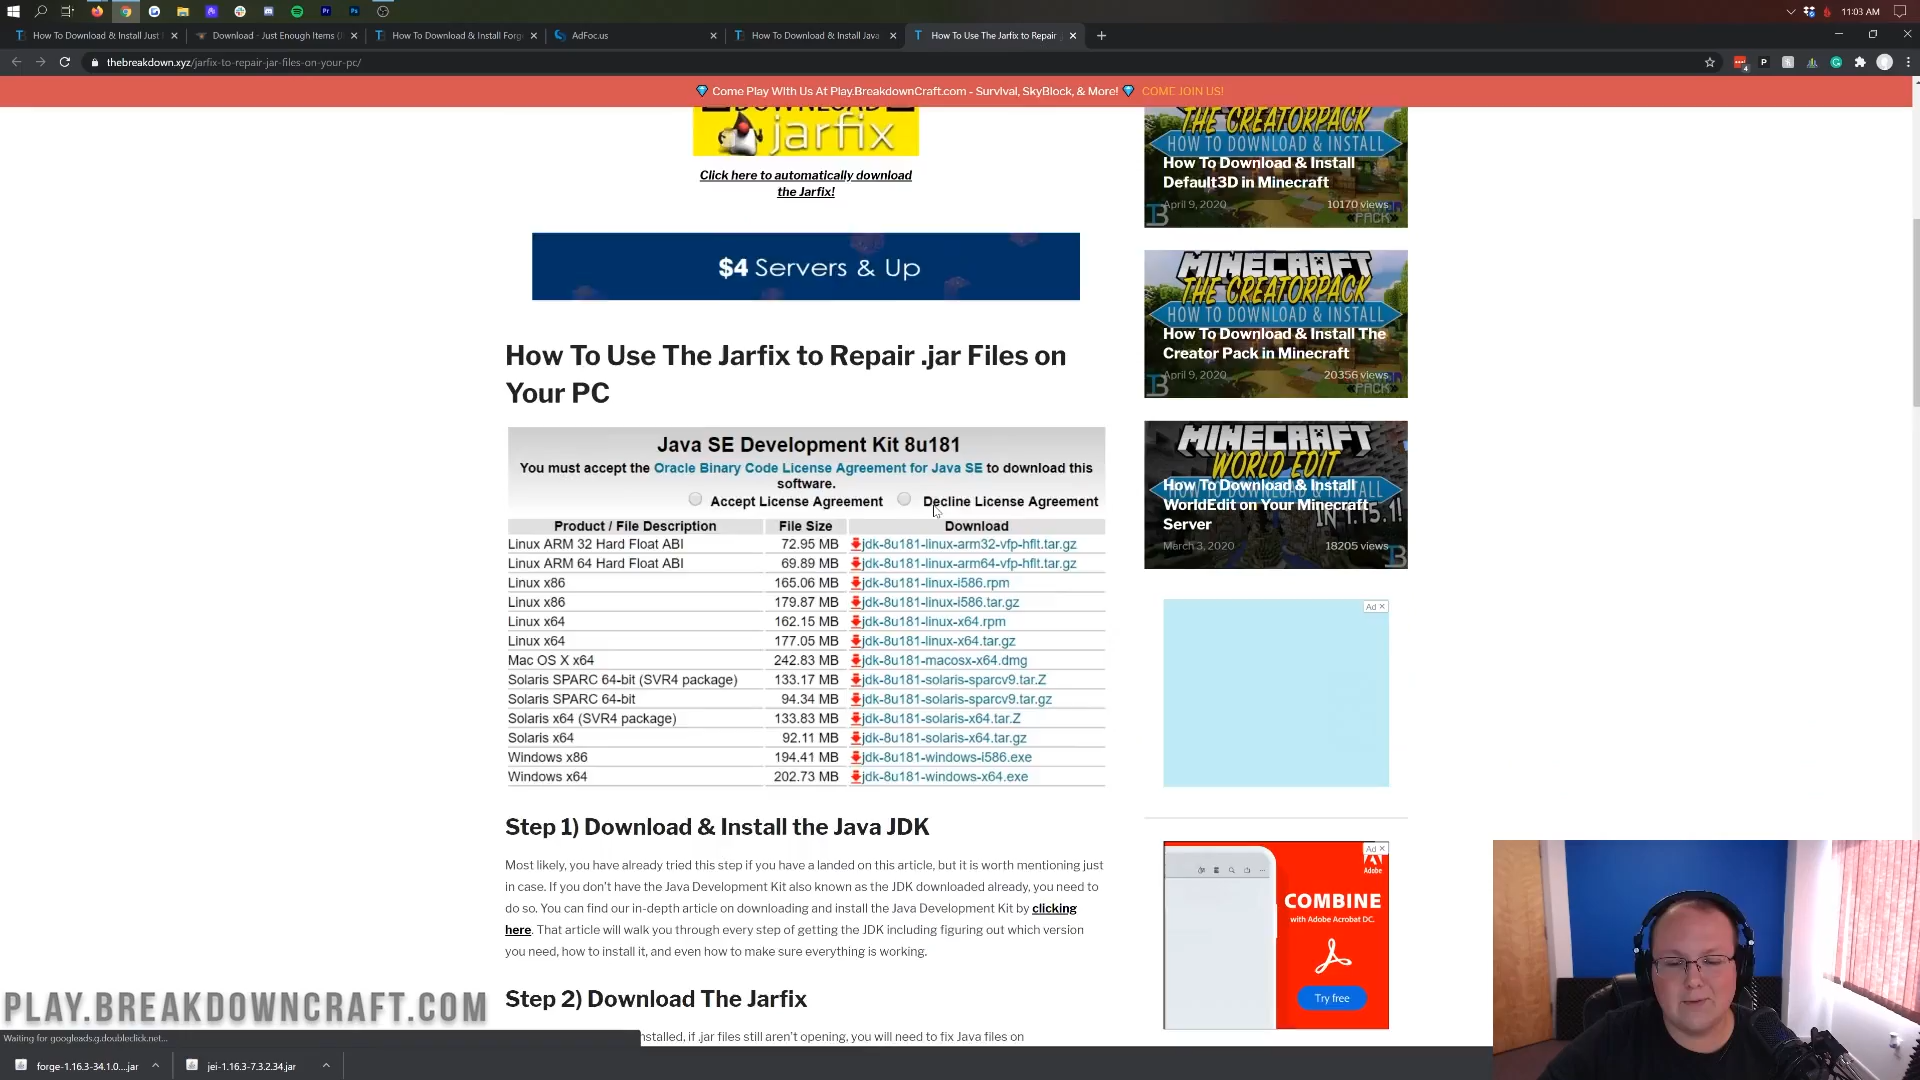 11:03 AM
How To Download & Install Just
Download - Just Enough Items (J
How To Download & Install Forg
AdFoc.us
How To Download & Install Java
How To Use The Jarfix to Repair
thebreakdown.xyz/jarfix-to-repair-jar-files-on-your-pc/
Come Play With Us At Play.BreakdownCraft.com - Survival, SkyBlock, & More! COME JOIN US!
DOWNLOAD
jarfix
Click here to automatically download
the Jarfix!
$4 Servers & Up
How To Use The Jarfix to Repair .jar Files on
Your PC
Java SE Development Kit 8u181
You must accept the Oracle Binary Code License Agreement for Java SE to download this
software.
Accept License Agreement Decline License Agreement
Product / File Description File Size Download
Linux ARM 32 Hard Float ABI 72.95 MB jdk-8u181-linux-arm32-vfp-hflt.tar.gz
Linux ARM 64 Hard Float ABI 69.89 MB jdk-8u181-linux-arm64-vfp-hflt.tar.gz
Linux x86 165.06 MB jdk-8u181-linux-i586.rpm
Linux x86 179.87 MB jdk-8u181-linux-i586.tar.gz
Linux x64 162.15 MB jdk-8u181-linux-x64.rpm
Linux x64 177.05 MB jdk-8u181-linux-x64.tar.gz
Mac OS X x64 242.83 MB jdk-8u181-macosx-x64.dmg
Solaris SPARC 64-bit (SVR4 package) 133.17 MB jdk-8u181-solaris-sparcv9.tar.Z
Solaris SPARC 64-bit 94.34 MB jdk-8u181-solaris-sparcv9.tar.gz
Solaris x64 (SVR4 package) 133.83 MB jdk-8u181-solaris-x64.tar.Z
Solaris x64 92.11 MB jdk-8u181-solaris-x64.tar.gz
Windows x86 194.41 MB jdk-8u181-windows-i586.exe
Windows x64 202.73 MB jdk-8u181-windows-x64.exe
Step 1) Download & Install the Java JDK
Most likely, you have already tried this step if you have a landed on this article, but it is worth mentioning just
in case. If you don't have the Java Development Kit also known as the JDK downloaded already, you need to
do so. You can find our in-depth article on downloading and install the Java Development Kit by clicking
here. That article will walk you through every step of getting the JDK including figuring out which version
you need, how to install it, and even how to make sure everything is working.
Step 2) Download The Jarfix
nstalled, if .jar files still aren't opening, you will need to fix Java files on
THE CREATORPACK
HOW TO DOWNLOAD & INSTALL
How To Download & Install
Default3D in Minecraft
April 9, 2020 10170 views
PACK
MINECRAFT
THE CREATORPACK
HOW TO DOWNLOAD & INSTALL
How To Download & Install The
Creator Pack in Minecraft
April 9, 2020 20356 views
PACK
MINECRAFT
WORLD EDIT
How To Download & Install
WorldEdit on Your Minecraft
Server
IN 1.15.1!
March 3, 2020 18205 views
Ad
Ad
Adobe
COMBINE
with Adobe Acrobat DC.
Try free
PLAY.BREAKDOWNCRAFT.COM
Waiting for googleads.g.doubleclick.net...
forge-1.16.3-34.1.0....jar
jei-1.16.3-7.3.2.34.jar